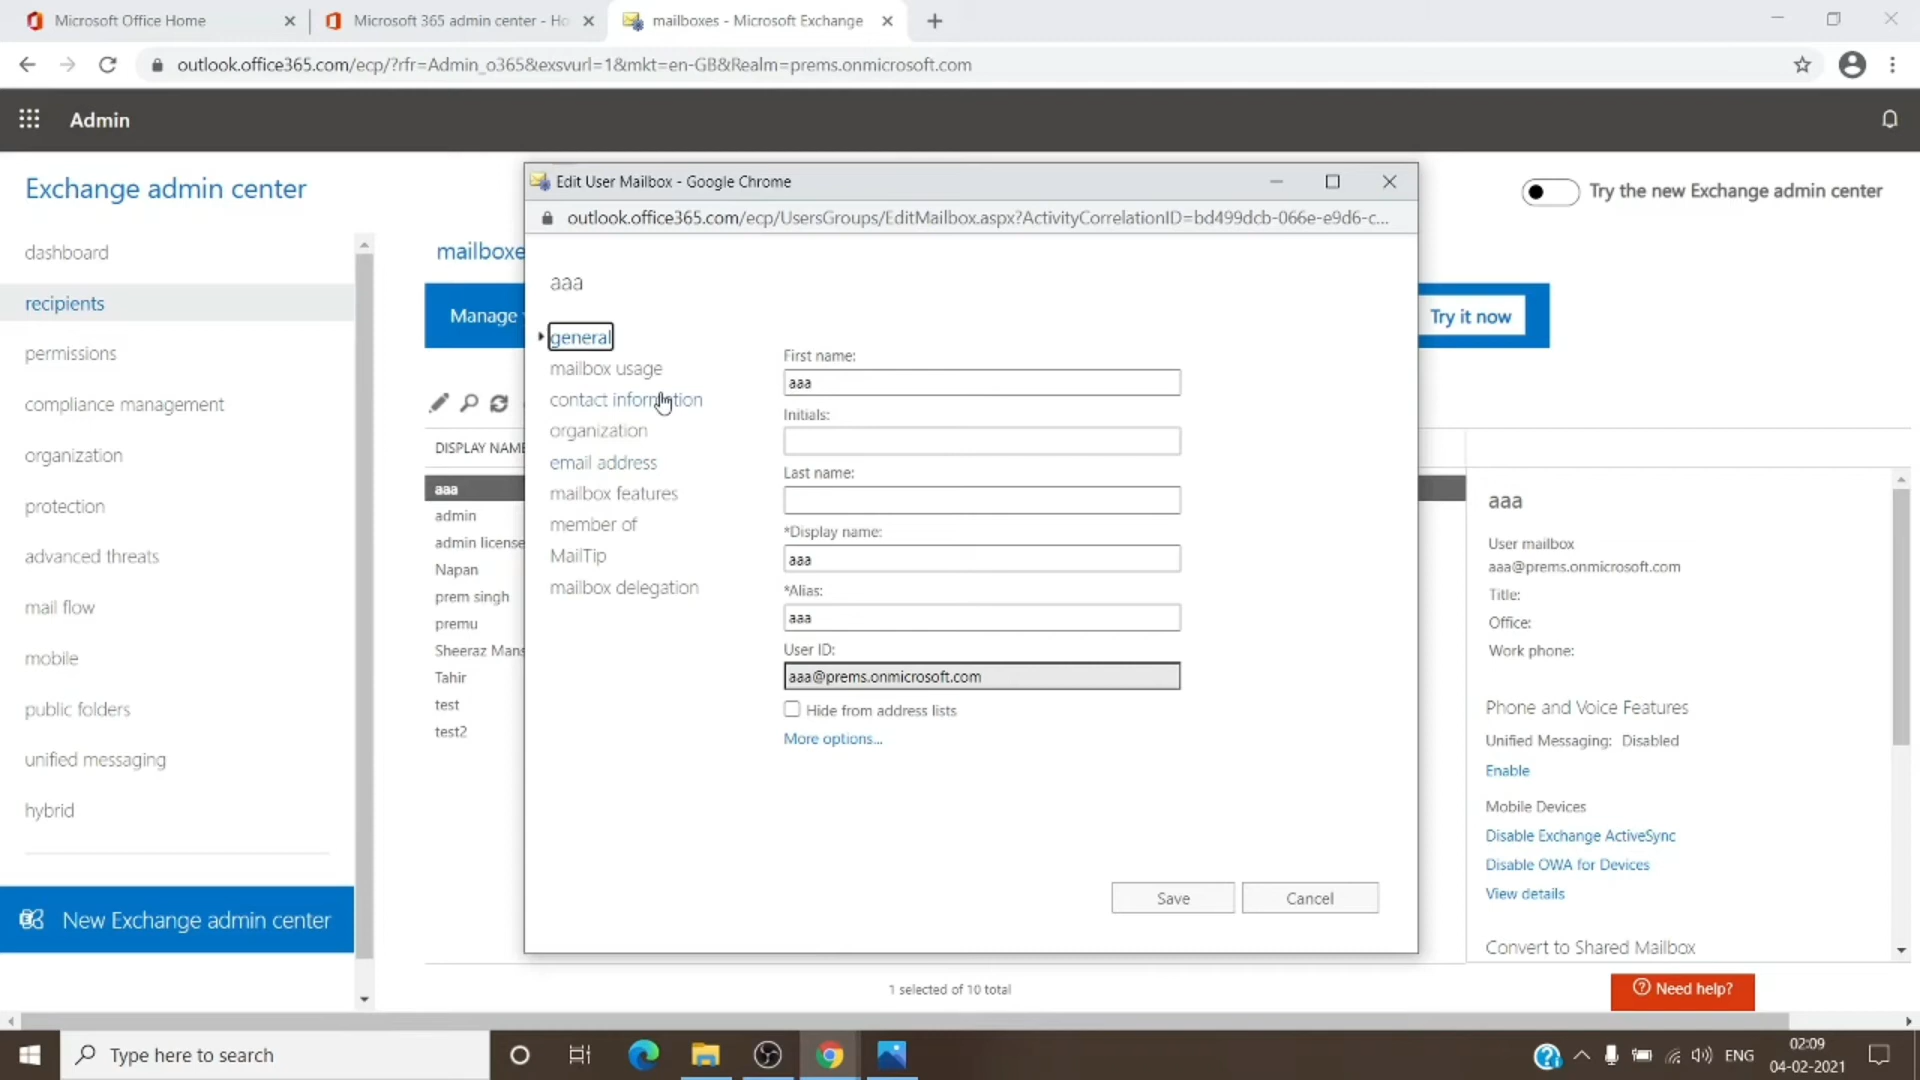 Microsoft Office Home
Microsoft 365 admin center - Ho
mailboxes - Microsoft Exchange
outlook.office365.com/ecp/?rfr=Admin_o365&exsvurl=1&mkt=en-GB&Realm=prems.onmicrosoft.com
Admin
Exchange admin center
Try the new Exchange admin center
dashboard
recipients
permissions
compliance management
organization
protection
advanced threats
mail flow
mobile
public folders
unified messaging
hybrid
New Exchange admin center
mailboxe
Manage
Try it now
DISPLAY NAME
aaa
admin
admin license
Napan
prem singh
premu
Sheeraz Mans
Tahir
test
test2
1 selected of 10 total
Edit User Mailbox - Google Chrome
outlook.office365.com/ecp/UsersGroups/EditMailbox.aspx?ActivityCorrelationID=bd499dcb-066e-e9d6-c...
aaa
general
mailbox usage
contact information
organization
email address
mailbox features
member of
MailTip
mailbox delegation
First name:
aaa
Initials:
Last name:
*Display name:
aaa
*Alias:
aaa
User ID:
aaa@prems.onmicrosoft.com
Hide from address lists
More options...
Save
Cancel
aaa
User mailbox
aaa@prems.onmicrosoft.com
Title:
Office:
Work phone:
Phone and Voice Features
Unified Messaging: Disabled
Enable
Mobile Devices
Disable Exchange ActiveSync
Disable OWA for Devices
View details
Convert to Shared Mailbox
Need help?
Type here to search
ENG
02:09
04-02-2021